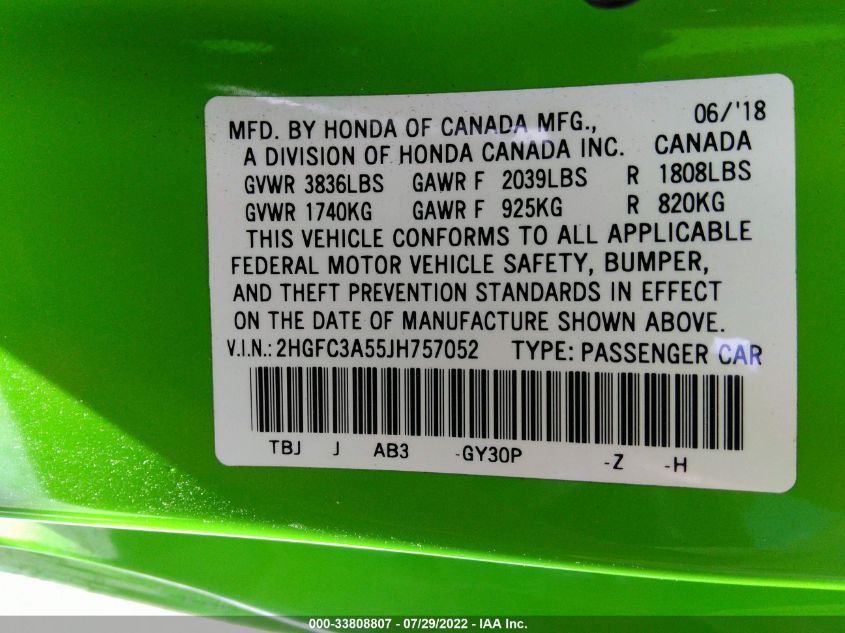 06/'18
MFD. BY HONDA OF CANADA MFG.,
A DIVISION OF HONDA CANADA INC. CANADA
GVWR 3836LBS GAWR F 2039LBS R 1808LBS
GVWR 1740KG GAWR F 925KG R 820KG
THIS VEHICLE CONFORMS TO ALL APPLICABLE
FEDERAL MOTOR VEHICLE SAFETY, BUMPER,
AND THEFT PREVENTION STANDARDS IN EFFECT
ON THE DATE OF MANUFACTURE SHOWN ABOVE.
V.I.N.: 2HGFC3A55JH757052 TYPE: PASSENGER CAR
TBJ J AB3 -GY30P -Z -H
000-33808807 - 07/29/2022 - IAA Inc.